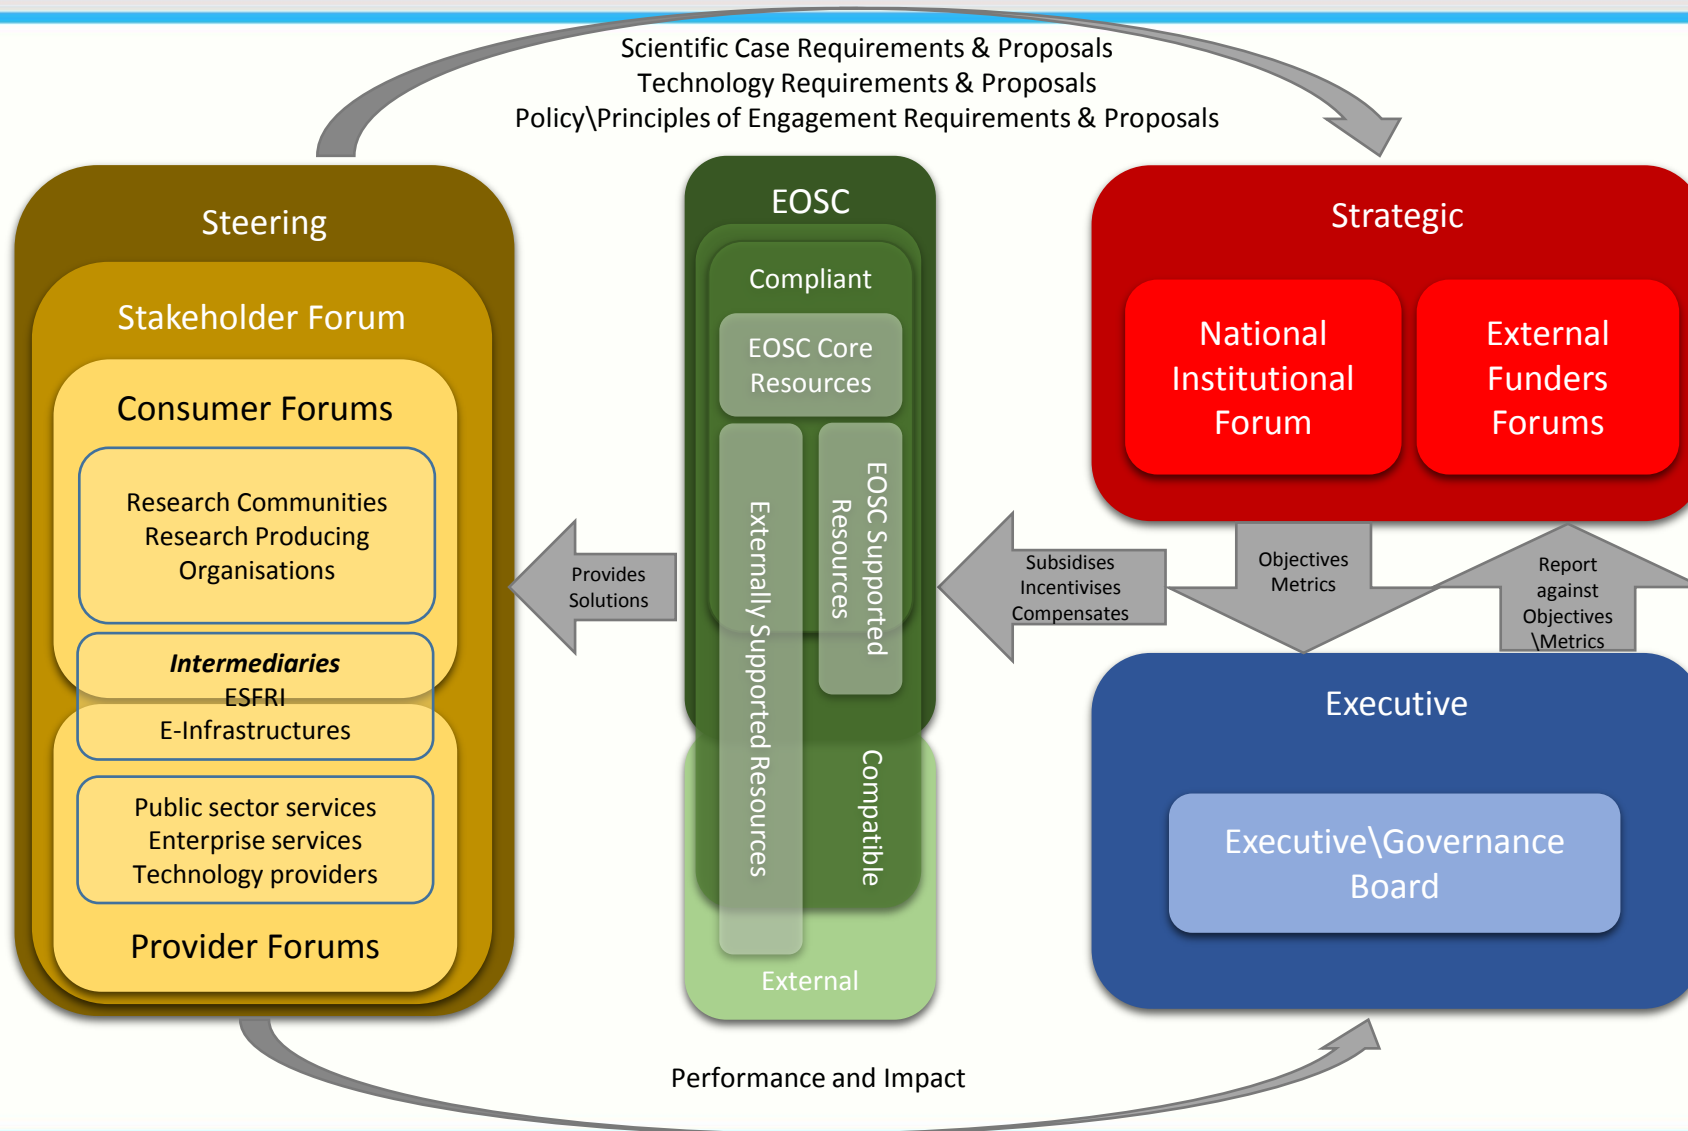 Scientific Case Requirements & Proposals
Technology Requirements & Proposals
Policy\Principles of Engagement Requirements & Proposals
Steering
Stakeholder Forum
Consumer Forums
Research Communities
Research Producing
Organisations
Intermediaries
ESFRI
E-Infrastructures
Public sector services
Enterprise services
Technology providers
Provider Forums
Provides
Solutions
EOSC
Compliant
EOSC Core
Resources
Externally Supported Resources
EOSC Supported
Resources
Compatible
External
Subsidises
Incentivises
Compensates
Strategic
National
Institutional
Forum
External
Funders
Forums
Objectives
Metrics
Report
against
Objectives
\Metrics
Executive
Executive\Governance
Board
Performance and Impact